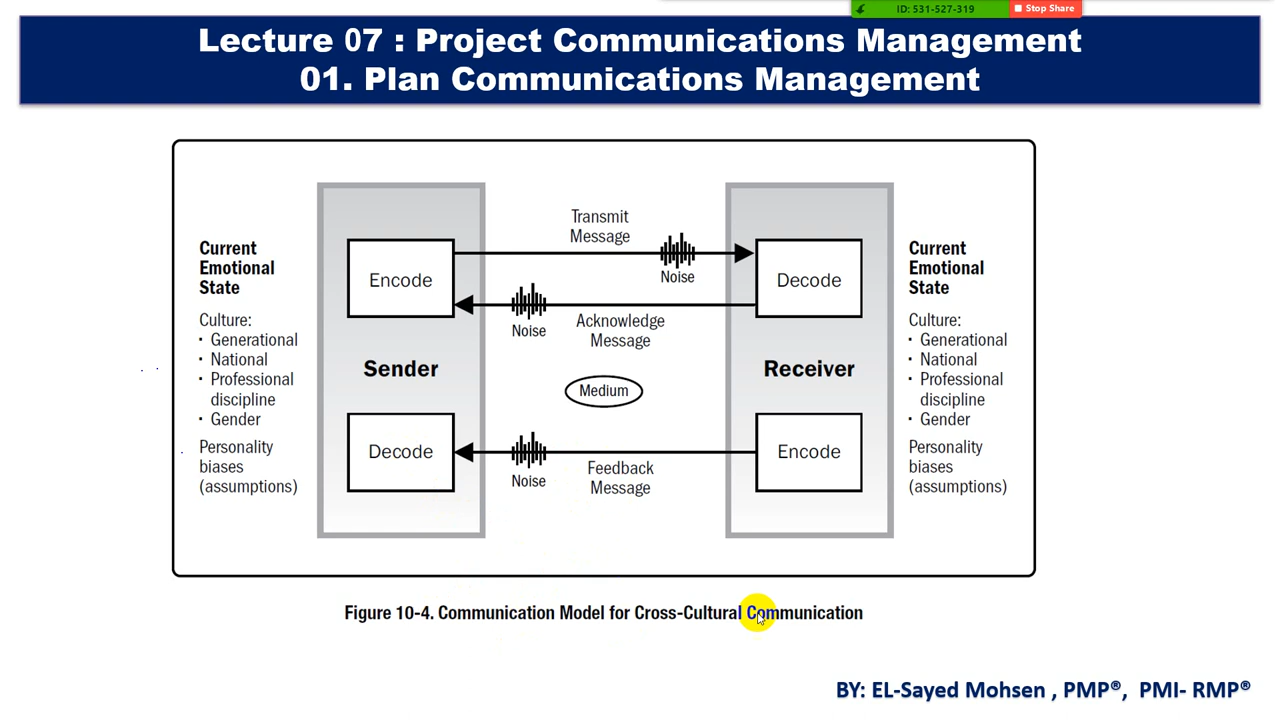 ID: 531-527-319
Stop Share
Lecture 07 : Project Communications Management
01. Plan Communications Management
Current
Emotional
State
Culture:
· Generational
· National
· Professional
discipline
· Gender
Personality
biases
(assumptions)
Encode
Sender
Decode
Transmit
Message
Noise
Noise
Acknowledge
Message
Medium
Noise
Feedback
Message
Decode
Receiver
Encode
Current
Emotional
State
Culture:
· Generational
· National
· Professional
discipline
· Gender
Personality
biases
(assumptions)
Figure 10-4. Communication Model for Cross-Cultural Communication
BY: EL-Sayed Mohsen , PMP®, PMI- RMP®